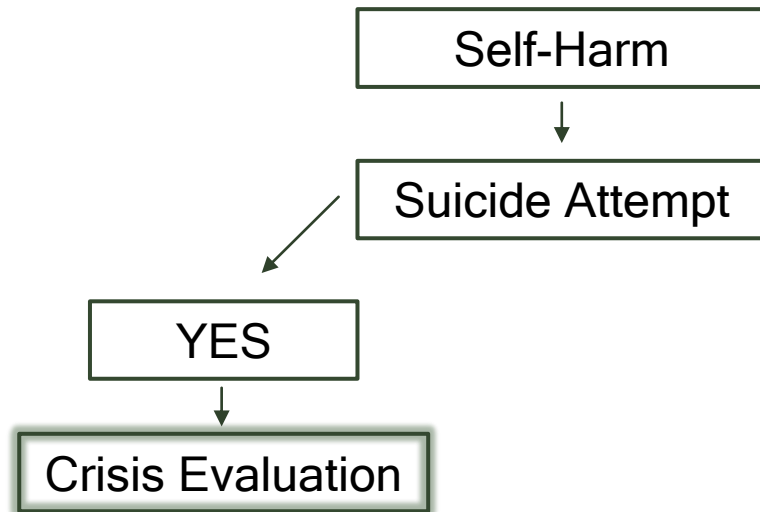 Self-Harm
Suicide Attempt
YES
Crisis Evaluation